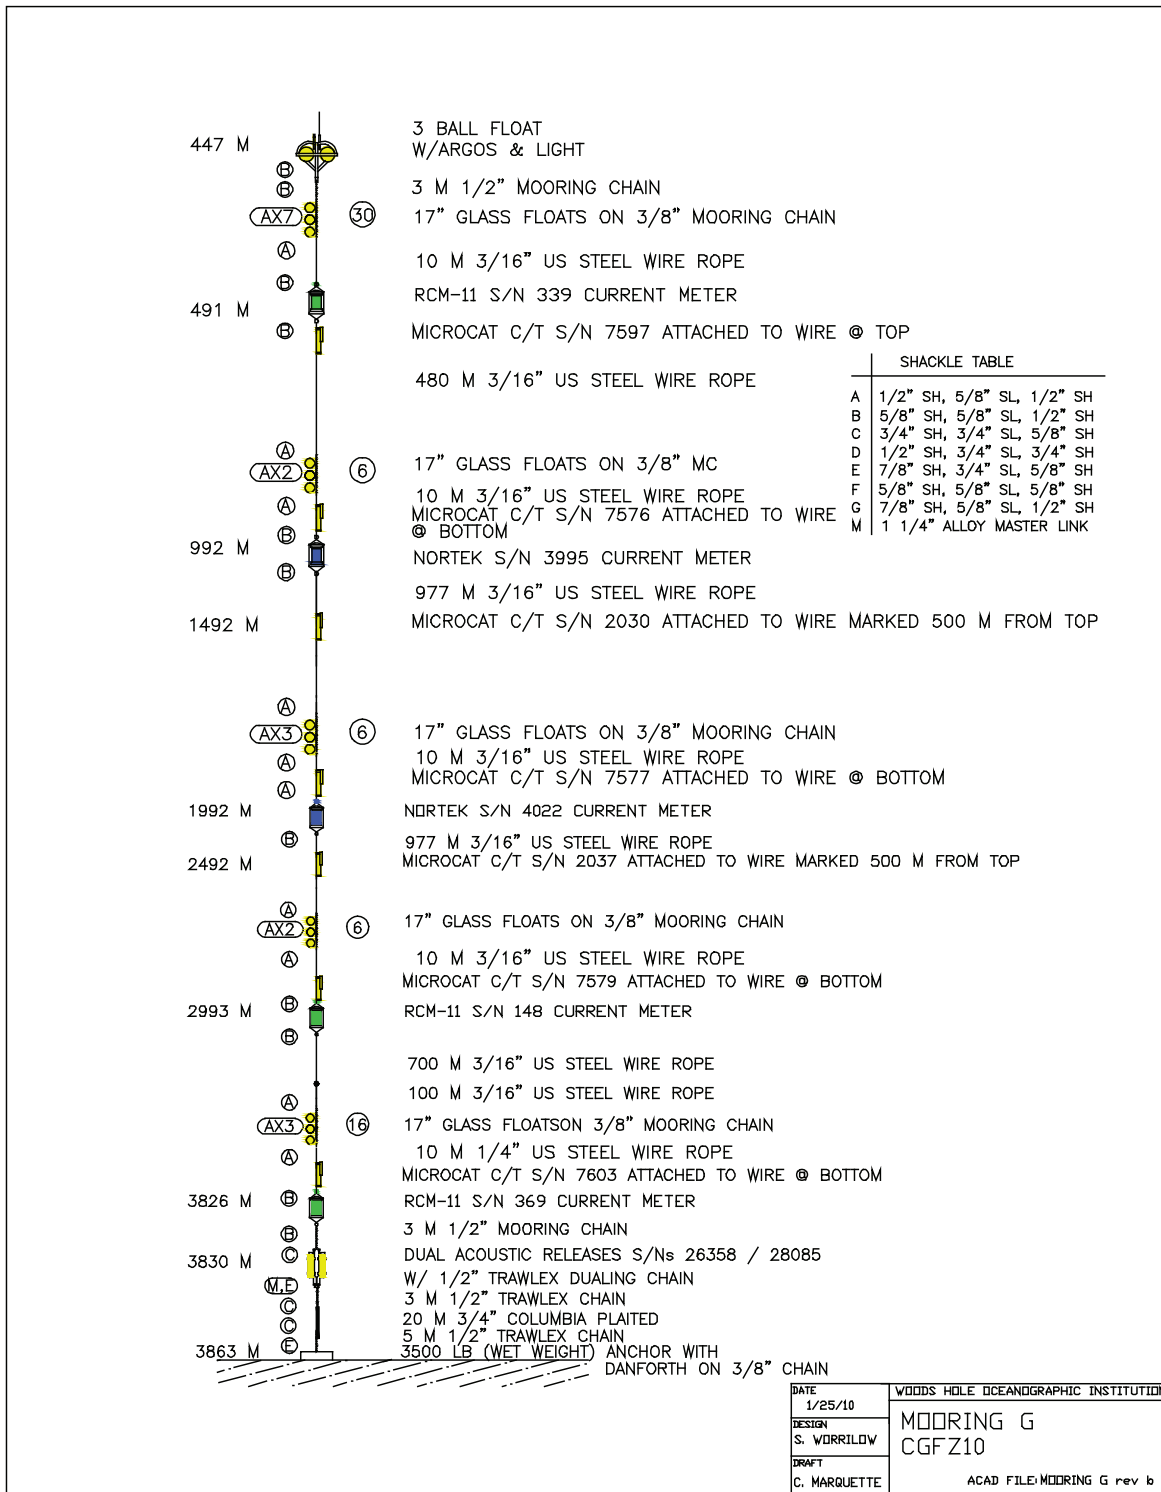 3 BALL FLOAT
447 M
W/ARGOS & LIGHT
B
B
3 M 1/2" MOORING CHAIN
AX7 30 17" GLASS FLOATS ON 3/8" MOORING CHAIN
A
10 M 3/16" US STEEL WIRE ROPE
B
RCM-11 S/N 339 CURRENT METER
491 M
B MICROCAT C/T S/N 7597 ATTACHED TO WIRE @ TOP
480 M 3/16" US STEEL WIRE ROPE
SHACKLE TABLE
A 1/2" SH, 5/8" SL, 1/2" SH
B 5/8" SH, 5/8" SL, 1/2" SH
C 3/4" SH, 3/4" SL, 5/8" SH
D 1/2" SH, 3/4" SL, 3/4" SH
E 7/8" SH, 3/4" SL, 5/8" SH
F 5/8" SH, 5/8" SL, 5/8" SH
G 7/8" SH, 5/8" SL, 1/2" SH
M 1 1/4" ALLOY MASTER LINK
A
AX2 6 17" GLASS FLOATS ON 3/8" MC
10 M 3/16" US STEEL WIRE ROPE
A
MICROCAT C/T S/N 7576 ATTACHED TO WIRE
@ BOTTOM
B
992 M
NORTEK S/N 3995 CURRENT METER
B
977 M 3/16" US STEEL WIRE ROPE
1492 M MICROCAT C/T S/N 2030 ATTACHED TO WIRE MARKED 500 M FROM TOP
A
AX3 6 17" GLASS FLOATS ON 3/8" MOORING CHAIN
10 M 3/16" US STEEL WIRE ROPE
A
MICROCAT C/T S/N 7577 ATTACHED TO WIRE @ BOTTOM
A
1992 M NORTEK S/N 4022 CURRENT METER
B 977 M 3/16" US STEEL WIRE ROPE
2492 M MICROCAT C/T S/N 2037 ATTACHED TO WIRE MARKED 500 M FROM TOP
A
AX2 6 17" GLASS FLOATS ON 3/8" MOORING CHAIN
A 10 M 3/16" US STEEL WIRE ROPE
MICROCAT C/T S/N 7579 ATTACHED TO WIRE @ BOTTOM
B
2993 M RCM-11 S/N 148 CURRENT METER
B
700 M 3/16" US STEEL WIRE ROPE
100 M 3/16" US STEEL WIRE ROPE
A
AX3 16 17" GLASS FLOATSON 3/8" MOORING CHAIN
10 M 1/4" US STEEL WIRE ROPE
A
MICROCAT C/T S/N 7603 ATTACHED TO WIRE @ BOTTOM
3826 M B RCM-11 S/N 369 CURRENT METER
B 3 M 1/2" MOORING CHAIN
C DUAL ACOUSTIC RELEASES S/Ns 26358 / 28085
3830 M
M,E W/ 1/2" TRAWLEX DUALING CHAIN
C 3 M 1/2" TRAWLEX CHAIN
C 20 M 3/4" COLUMBIA PLAITED
E 5 M 1/2" TRAWLEX CHAIN
3863 M 3500 LB (WET WEIGHT) ANCHOR WITH
DANFORTH ON 3/8" CHAIN
DATE
1/25/10
DESIGN
S. WORRILOW
DRAFT
C. MARQUETTE
WOODS HOLE OCEANOGRAPHIC
MOORING G
CGFZ10
ACAD FILE:MOORING G rev b